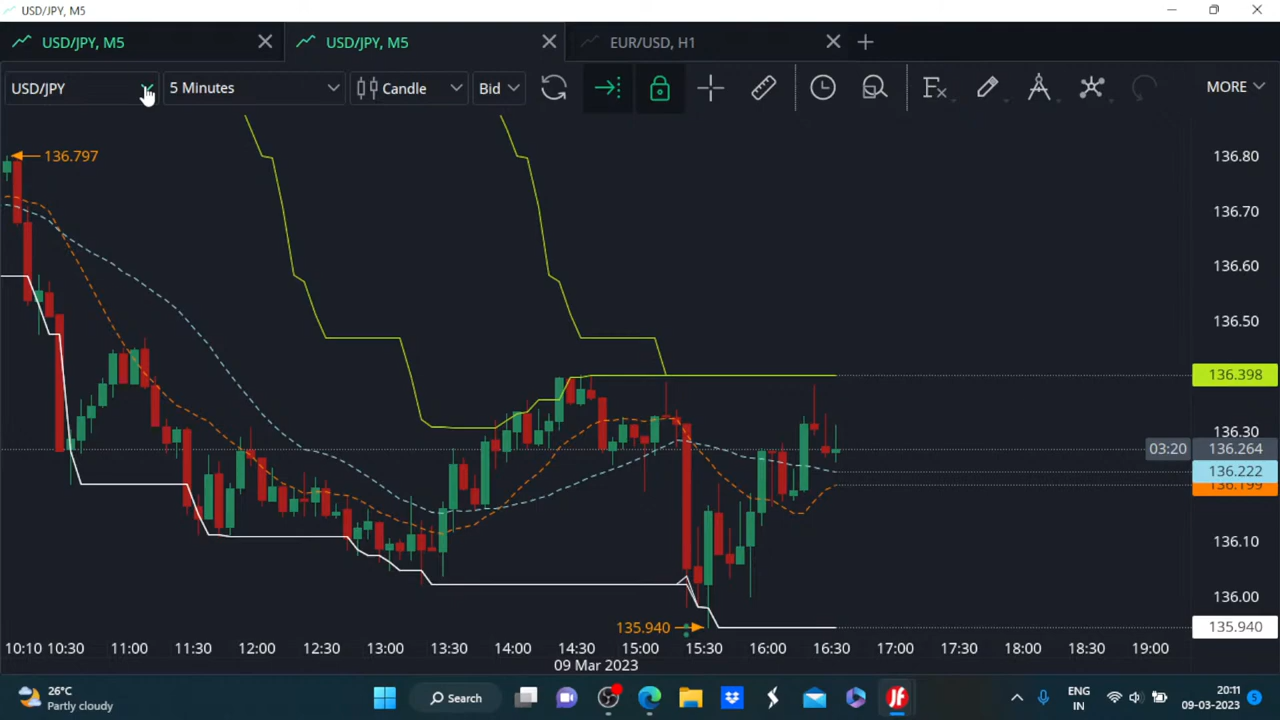 USD/JPY, M5
USD/JPY, M5
USD/JPY, M5
EUR/USD, H1
USD/JPY
5 Minutes
Candle
Bid
MORE
136.797
136.80
136.70
136.60
136.50
136.398
136.30
03:20
136.264
136.222
136.199
136.10
136.00
135.940
135.940
10:10 10:30 11:00 11:30 12:00 12:30 13:00 13:30 14:00 14:30 15:00 15:30 16:00 16:30 17:00 17:30 18:00 18:30 19:00
09 Mar 2023
26°C
Partly cloudy
Search
JF
ENG
IN
20:11
09-03-2023
5